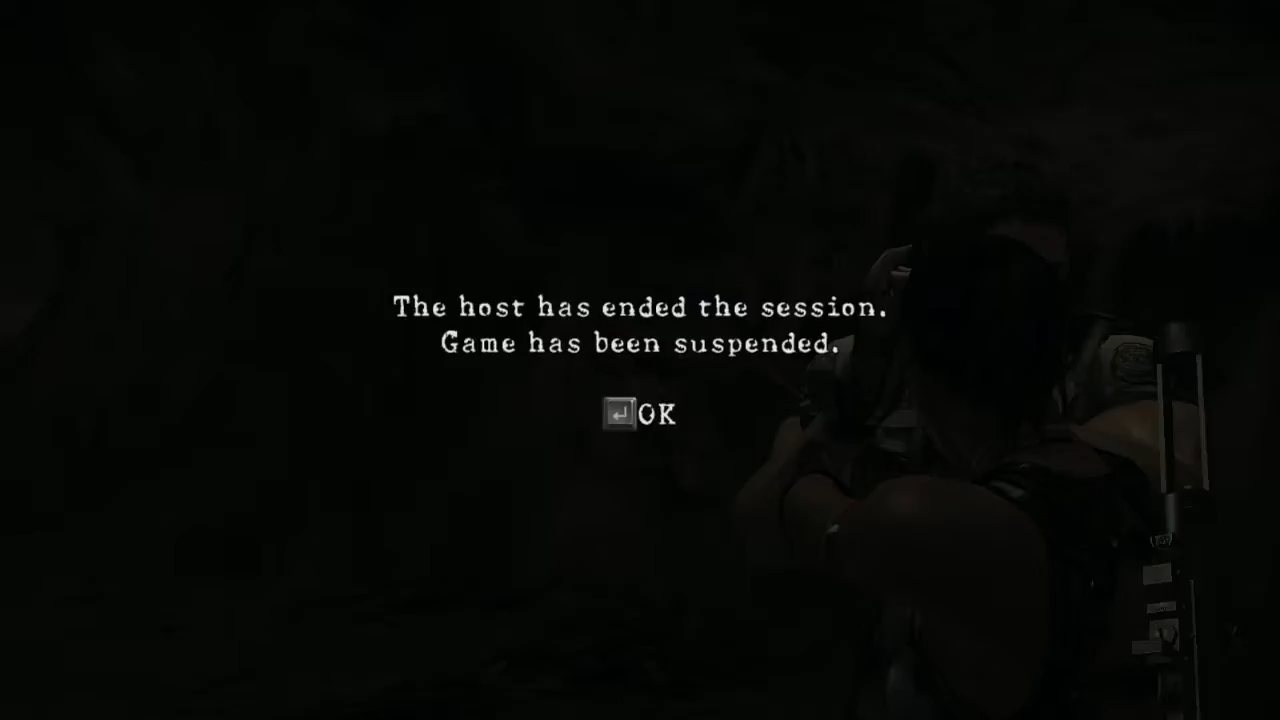 The host has ended the session.
Game has been suspended.
OK